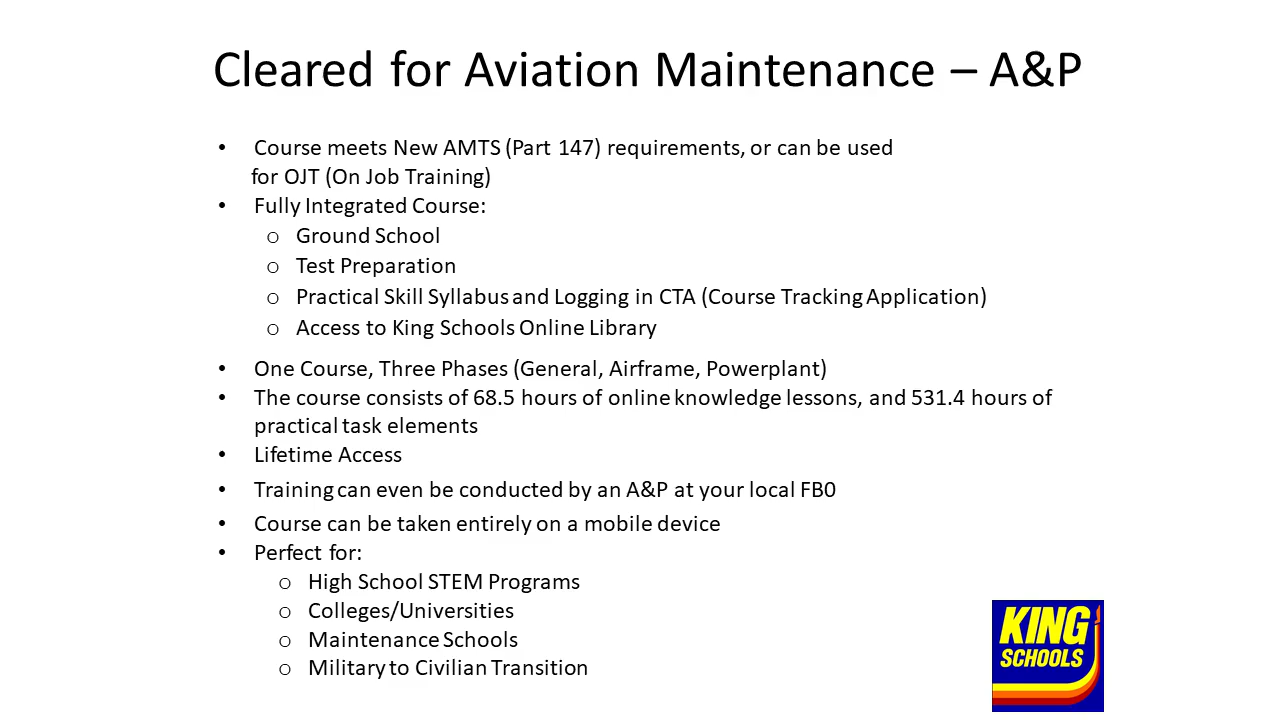 Cleared for Aviation Maintenance – A&P
• Course meets New AMTS (Part 147) requirements, or can be used
for OJT (On Job Training)
• Fully Integrated Course:
o Ground School
o Test Preparation
o Practical Skill Syllabus and Logging in CTA (Course Tracking Application)
o Access to King Schools Online Library
• One Course, Three Phases (General, Airframe, Powerplant)
• The course consists of 68.5 hours of online knowledge lessons, and 531.4 hours of
practical task elements
• Lifetime Access
• Training can even be conducted by an A&P at your local FB0
• Course can be taken entirely on a mobile device
• Perfect for:
o High School STEM Programs
o Colleges/Universities
o Maintenance Schools
o Military to Civilian Transition
KING
SCHOOLS